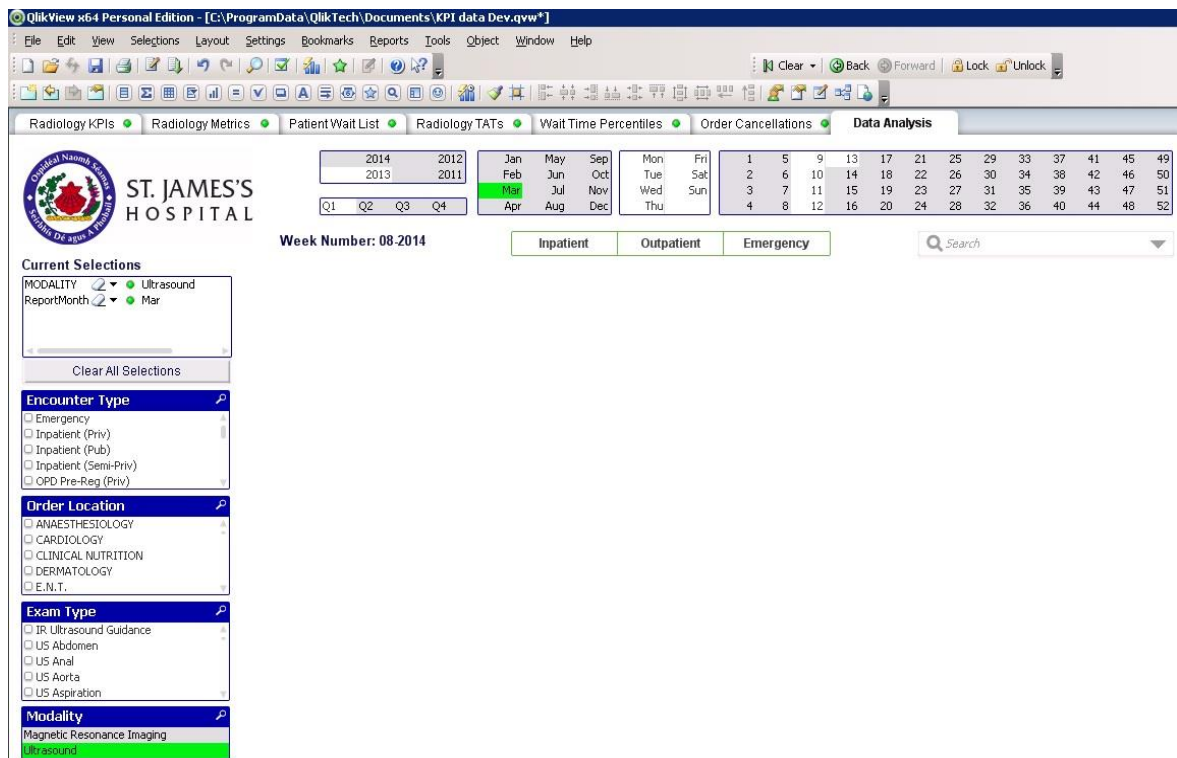 QlikView x64 Personal Edition - [C:\ProgramData\QlikTech\Documents\KPI data Dev.qvw*]
File Edit View Selections Layout Settings Bookmarks Reports Tools Object Window Help
Clear Back Forward Lock Unlock
Radiology KPIs Radiology Metrics Patient Wait List Radiology TATs Wait Time Percentiles Order Cancellations Data Analysis
Ospidéal Naomh Séamas
Seirbhís Dé agus A Phobail
ST. JAMES'S
HOSPITAL
2014 2012 Jan May Sep Mon Fri 1 5 9 13 17 21 25 29 33 37 41 45 49
2013 2011 Feb Jun Oct Tue Sat 2 6 10 14 18 22 26 30 34 38 42 46 50
Mar Jul Nov Wed Sun 3 7 11 15 19 23 27 31 35 39 43 47 51
Q1 Q2 Q3 Q4 Apr Aug Dec Thu 4 8 12 16 20 24 28 32 36 40 44 48 52
Week Number: 08-2014 Inpatient Outpatient Emergency Search
Current Selections
MODALITY Ultrasound
ReportMonth Mar
Clear All Selections
Encounter Type
Emergency
Inpatient (Priv)
Inpatient (Pub)
Inpatient (Semi-Priv)
OPD Pre-Reg (Priv)
Order Location
ANAESTHESIOLOGY
CARDIOLOGY
CLINICAL NUTRITION
DERMATOLOGY
E.N.T.
Exam Type
IR Ultrasound Guidance
US Abdomen
US Anal
US Aorta
US Aspiration
Modality
Magnetic Resonance Imaging
Ultrasound